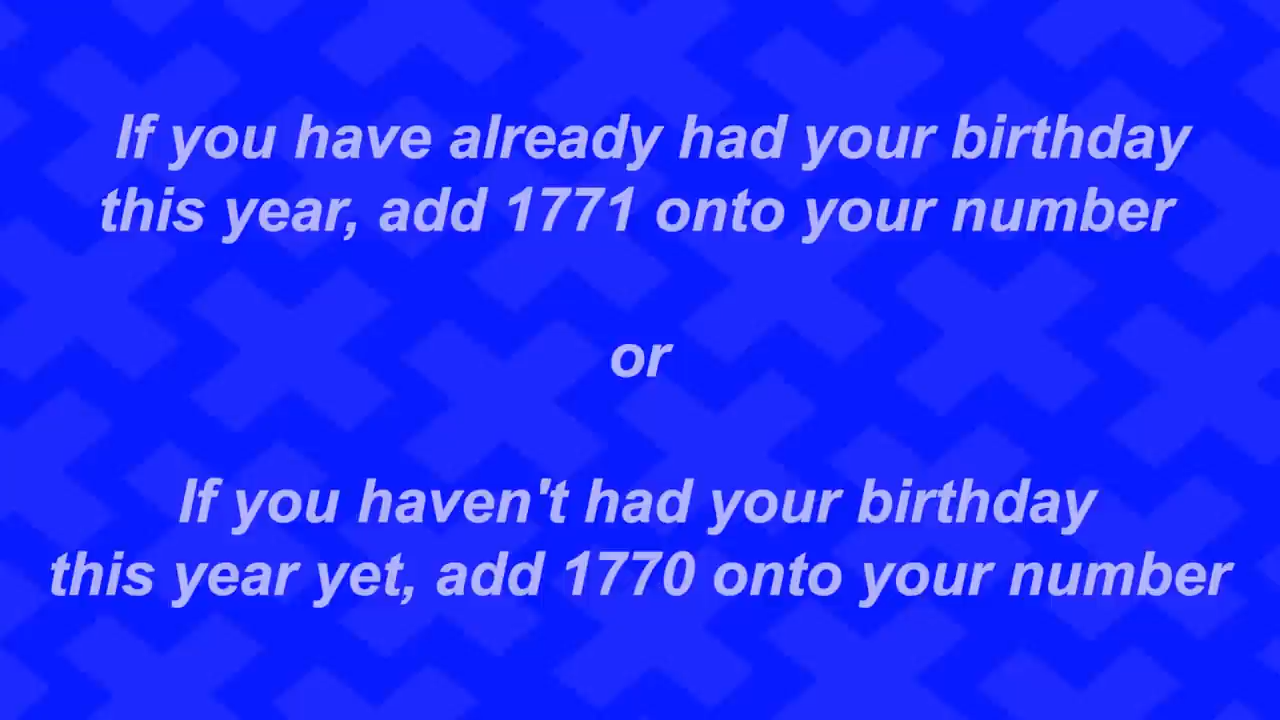 If you have already had your birthday
this year, add 1771 onto your number
or
If you haven't had your birthday
this year yet, add 1770 onto your number